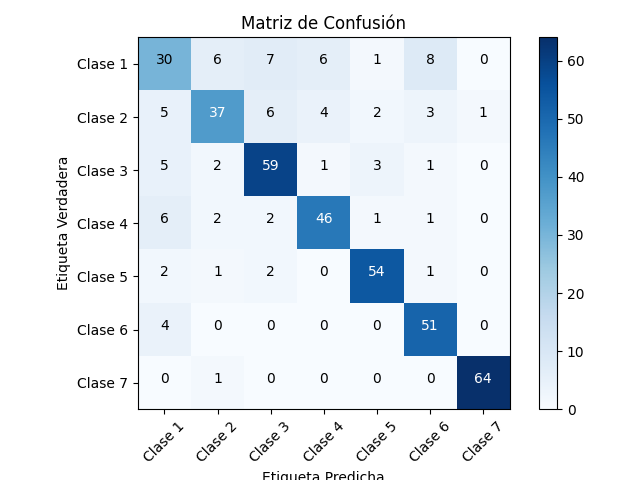 Matriz de Confusión
Clase 1 30 6 7 6 1 8 0
Clase 2 5 37 6 4 2 3 1
Clase 3 5 2 59 1 3 1 0
Clase 4 6 2 2 46 1 1 0
Clase 5 2 1 2 0 54 1 0
Clase 6 4 0 0 0 0 51 0
Clase 7 0 1 0 0 0 0 64
Clase 1 Clase 2 Clase 3 Clase 4 Clase 5 Clase 6 Clase 7
Etiqueta Predicha
Etiqueta Verdadera
60
50
40
30
20
10
0